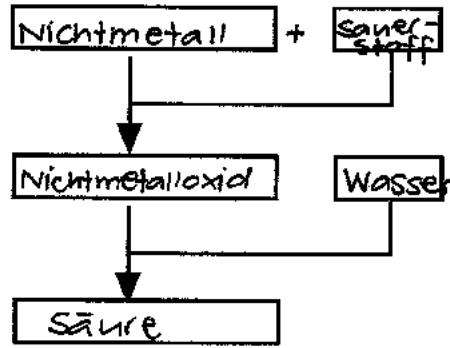 Nichtmetall + Sauer-
stoff
Nichtmetalloxid Wasser
Säure